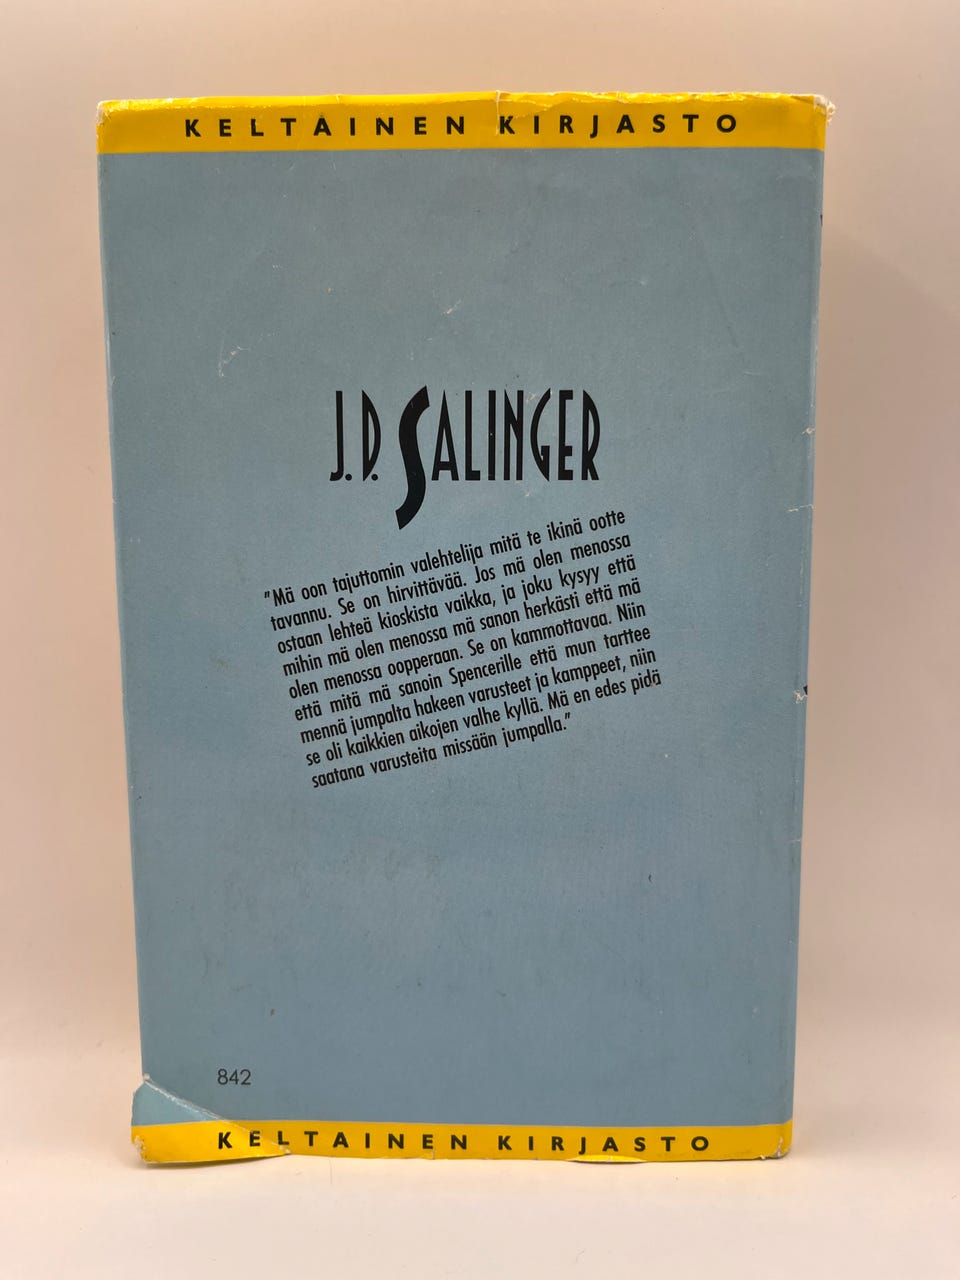 KELTAINEN KIRJASTO
J.D. SALINGER
"Mä oon tajuttomin valehtelija mitä te ikinä ootte
tavannu. Se on hirvittävää. Jos mä olen menossa
ostaan lehteä kioskista vaikka, ja joku kysyy että
mihin mä olen menossa mä sanon herkästi että mä
olen menossa oopperaan. Se on kammottavaa. Niin
että mitä mä sanoin Spencerille että mun tarttee
mennä jumpalta hakeen varusteet ja kamppeet, niin
se oli kaikkien aikojen valhe kyllä. Mä en edes pidä
saatana varusteita missään jumpalla."
842
KELTAINEN KIRJASTO